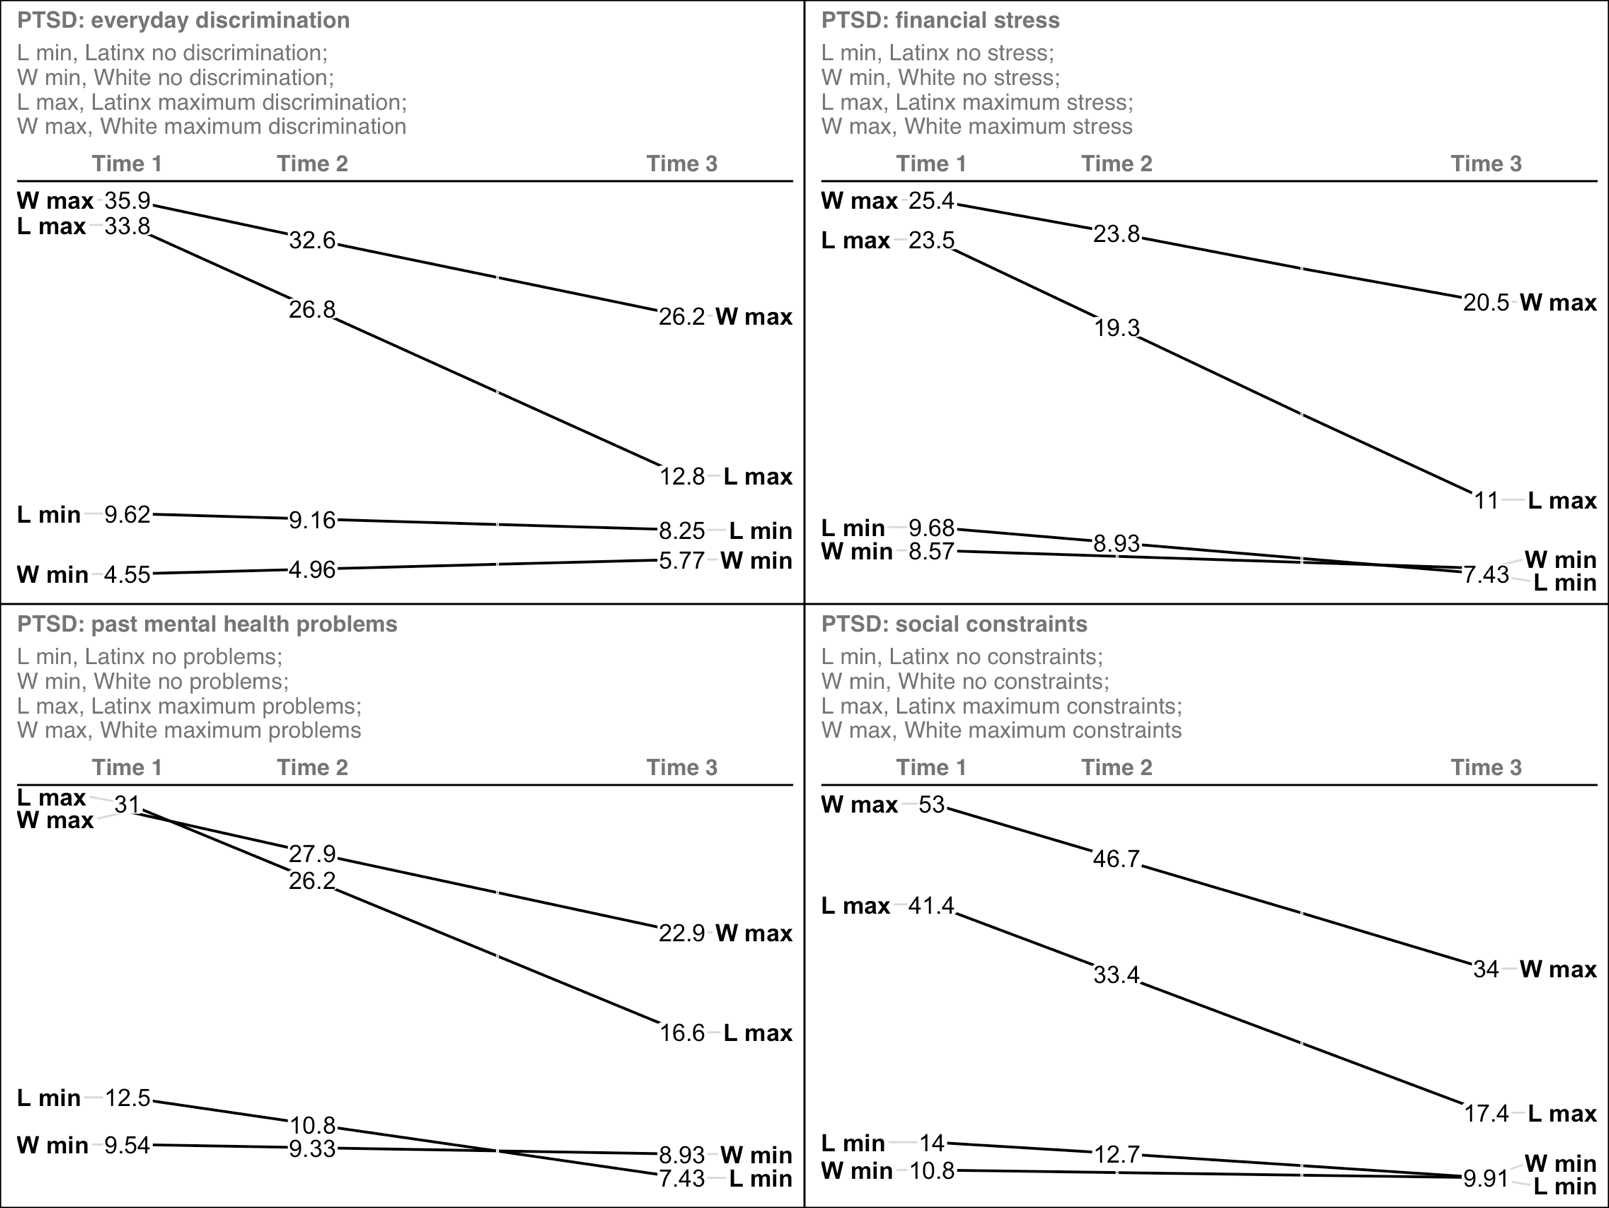 PTSD: everyday discrimination
L min, Latinx no discrimination;
W min, White no discrimination;
L max, Latinx maximum discrimination;
W max, White maximum discrimination
Time 1 Time 2 Time 3
W max 35.9
L max 33.8
32.6
26.8
26.2 W max
12.8 L max
L min 9.62 9.16 8.25 L min
W min 4.55 4.96 5.77 W min
PTSD: financial stress
L min, Latinx no stress;
W min, White no stress;
L max, Latinx maximum stress;
W max, White maximum stress
Time 1 Time 2 Time 3
W max 25.4 23.8
L max 23.5
20.5 W max
19.3
11 L max
L min 9.68 8.93
W min 8.57
W min
7.43
L min
PTSD: past mental health problems
L min, Latinx no problems;
W min, White no problems;
L max, Latinx maximum problems;
W max, White maximum problems
Time 1 Time 2 Time 3
L max
31
W max
27.9
26.2
22.9 W max
16.6 L max
L min 12.5 10.8
W min 9.54 9.33 8.93 W min
7.43 L min
PTSD: social constraints
L min, Latinx no constraints;
W min, White no constraints;
L max, Latinx maximum constraints;
W max, White maximum constraints
Time 1 Time 2 Time 3
W max 53
46.7
L max 41.4
34 W max
33.4
17.4 L max
L min 14 12.7
W min 10.8
W min
9.91
L min